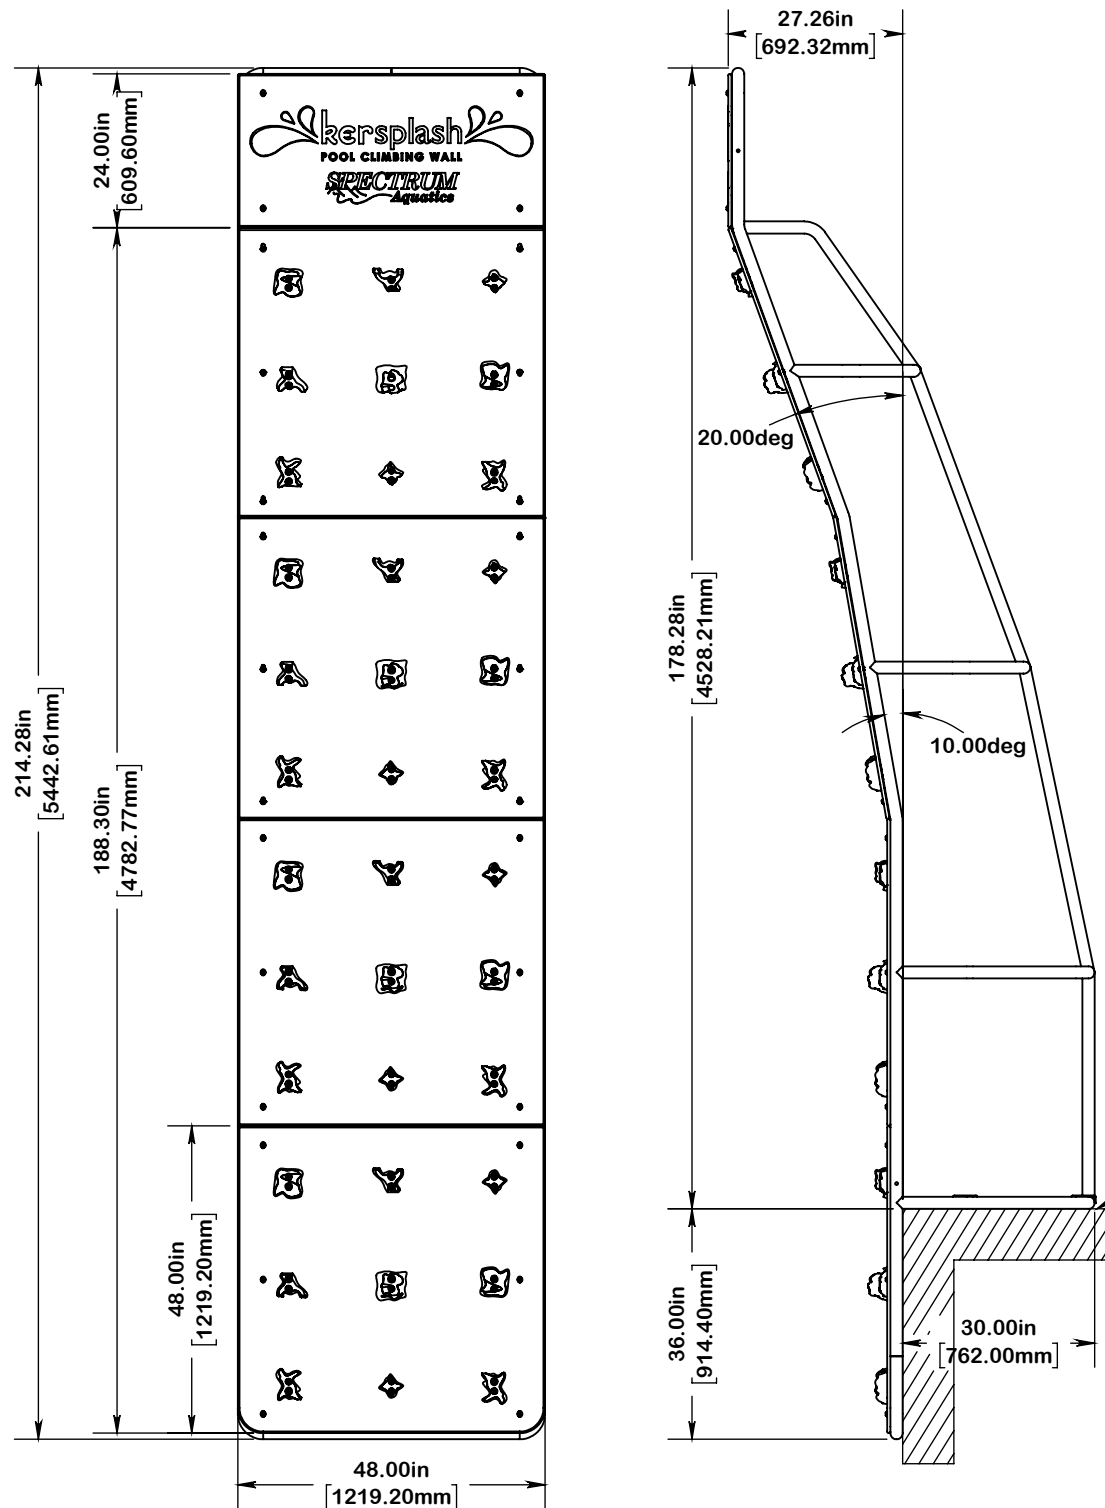 27.26in
[692.32mm]
24.00in
[609.60mm]
kersplash
POOL CLIMBING WALL
SPECTRUM
Aquatics
20.00deg
178.28in
[4528.21mm]
10.00deg
214.28in
[5442.61mm]
188.30in
[4782.77mm]
48.00in
[1219.20mm]
36.00in
[914.40mm]
30.00in
[762.00mm]
48.00in
[1219.20mm]